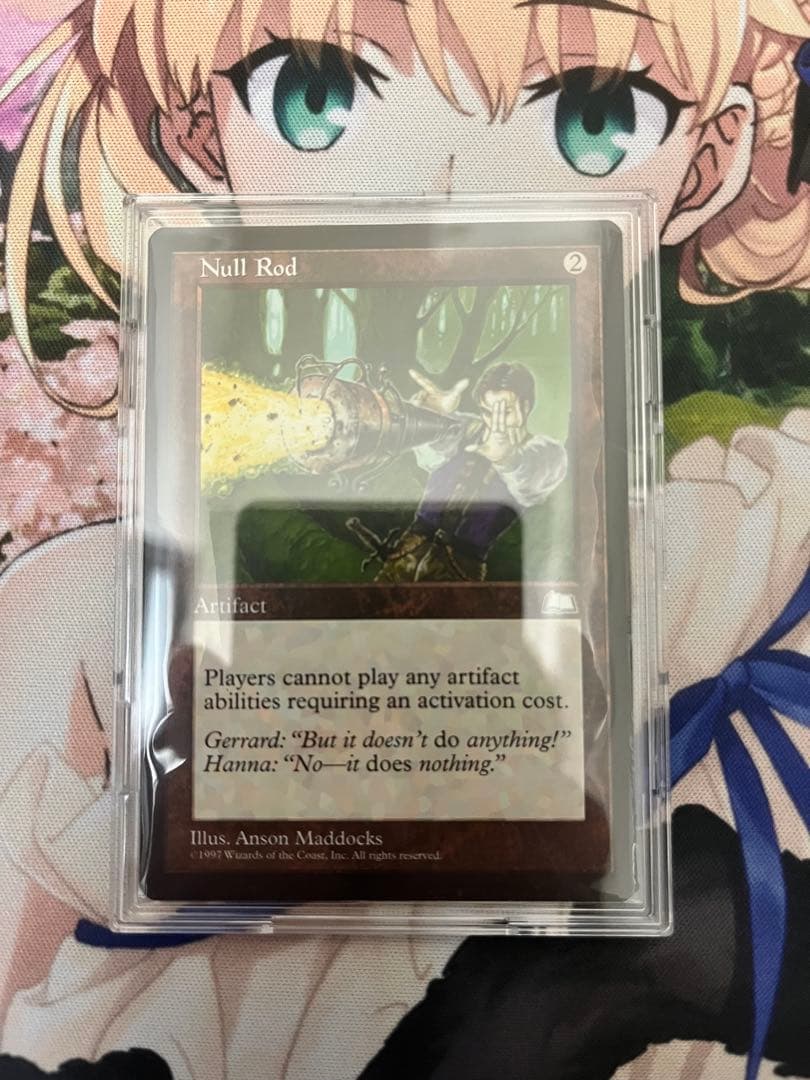 Null Rod 2
Artifact
Players cannot play any artifact
abilities requiring an activation cost.
Gerrard: “But it doesn’t do anything!”
Hanna: “No—it does nothing.”
Illus. Anson Maddocks
©1997 Wizards of the Coast, Inc. All rights reserved.